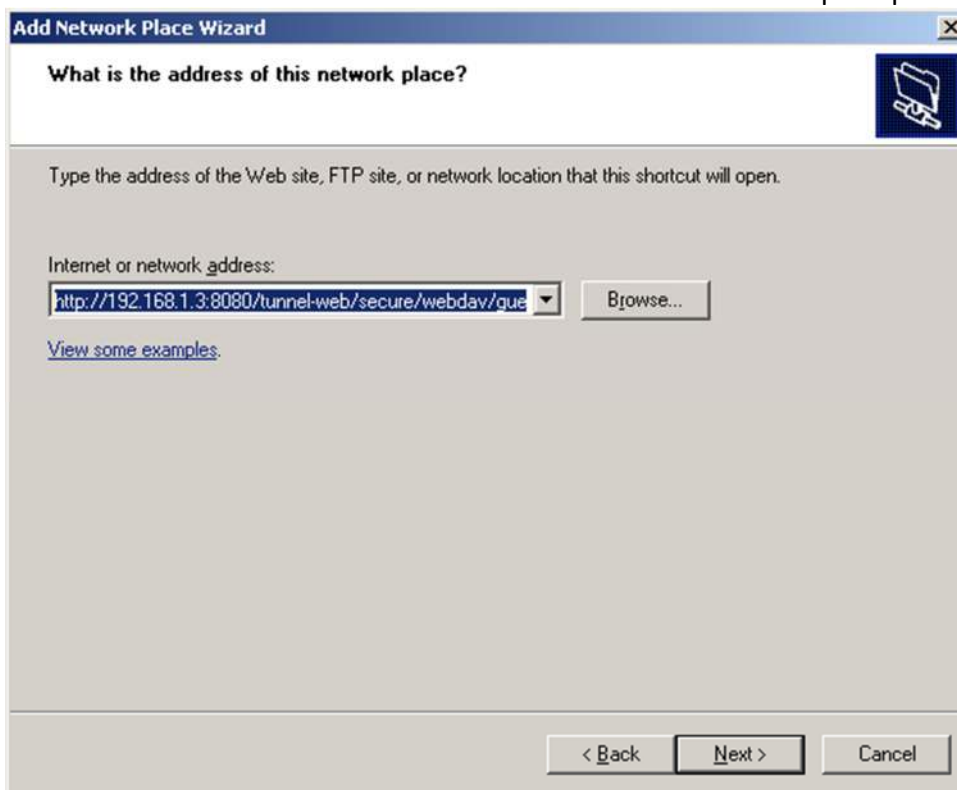 Add Network Place Wizard
What is the address of this network place?
Type the address of the Web site, FTP site, or network location that this shortcut will open.
Internet or network address:
http://192.168.1.3:8080/tunnel-web/secure/webdav/gue
Browse...
View some examples.
< Back
Next >
Cancel